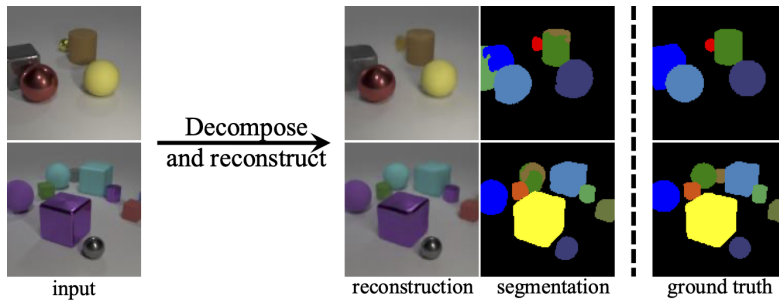 Decompose
and reconstruct
input
reconstruction
segmentation
ground truth